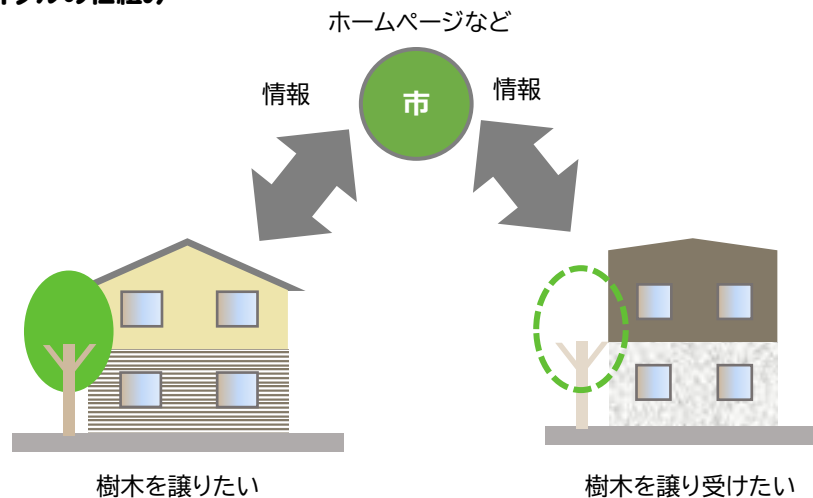 ホームページなど
情報
市
情報
樹木を譲りたい
樹木を譲り受けたい